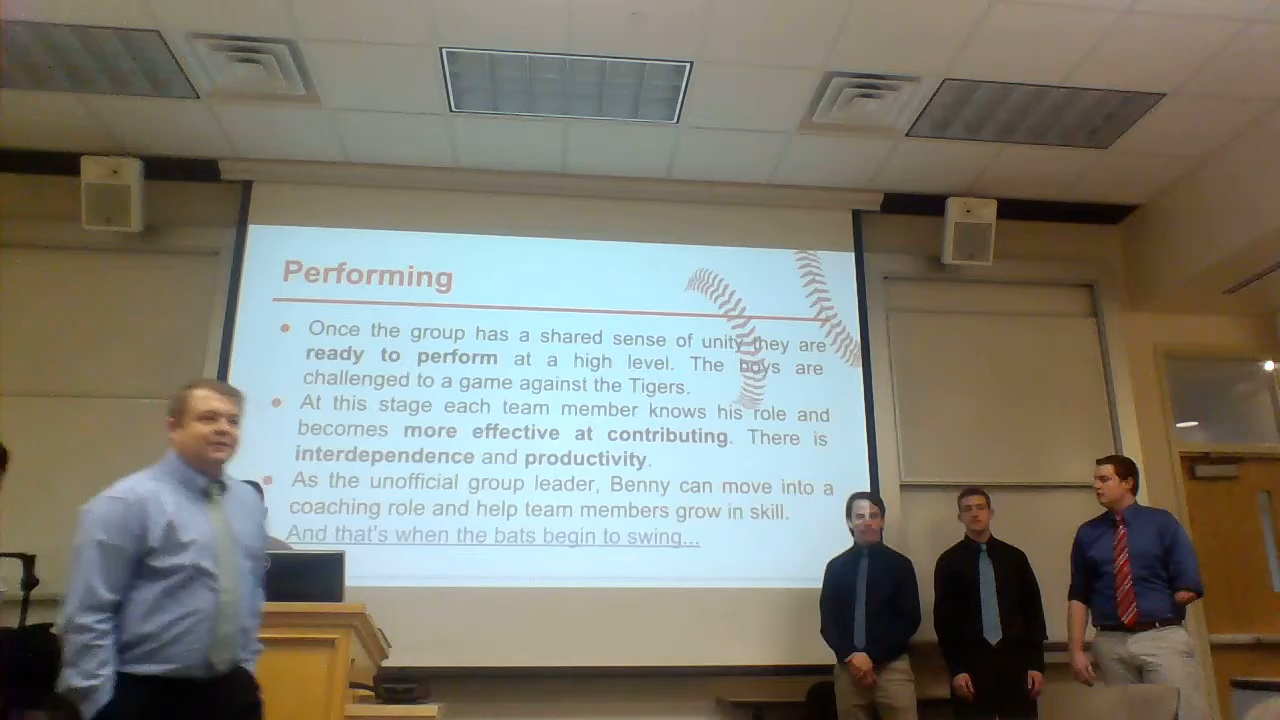 Performing
Once the group has a shared sense of unity they are
ready to perform at a high level. The boys are
challenged to a game against the Tigers.
At this stage each team member knows his role and
becomes more effective at contributing. There is
interdependence and productivity.
As the unofficial group leader, Benny can move into a
coaching role and help team members grow in skill.
And that's when the bats begin to swing...